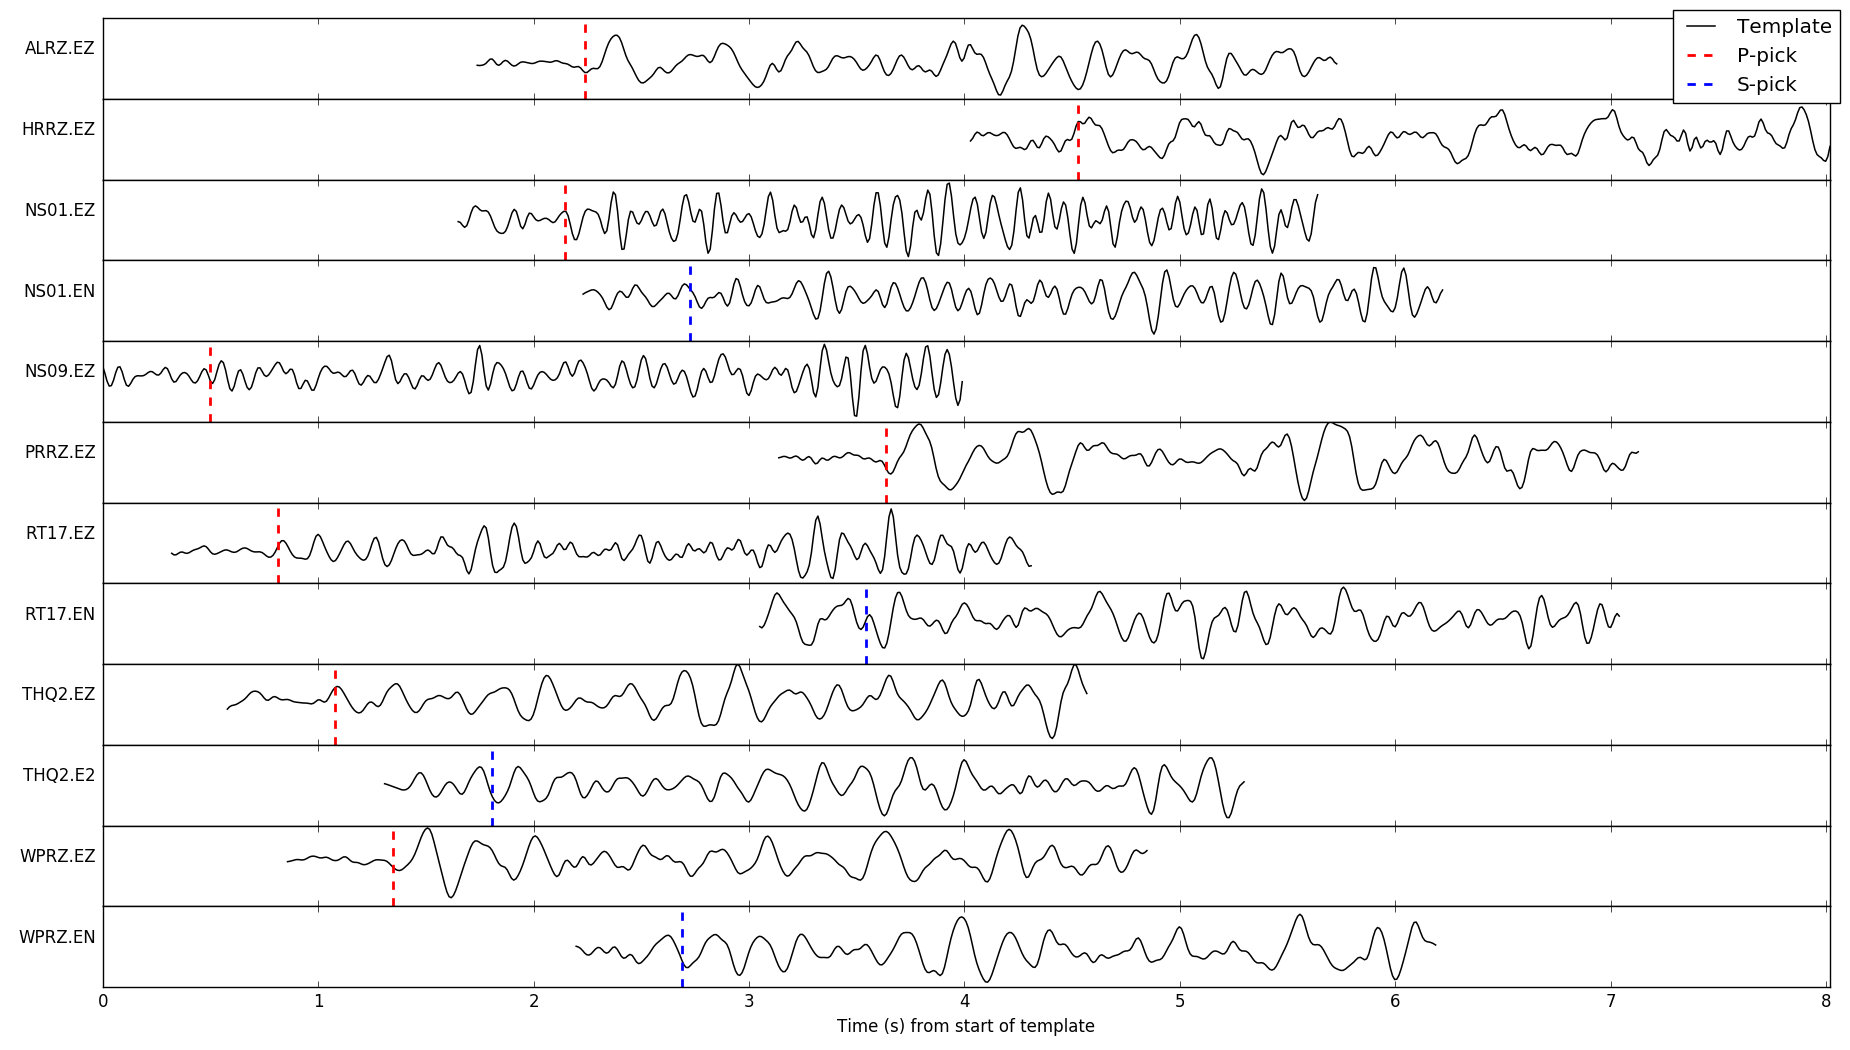 Template
P-pick
S-pick
ALRZ.EZ
HRRZ.EZ
NS01.EZ
NS01.EN
NS09.EZ
PRRZ.EZ
RT17.EZ
RT17.EN
THQ2.EZ
THQ2.E2
WPRZ.EZ
WPRZ.EN
0 1 2 3 4 5 6 7 8
Time (s) from start of template